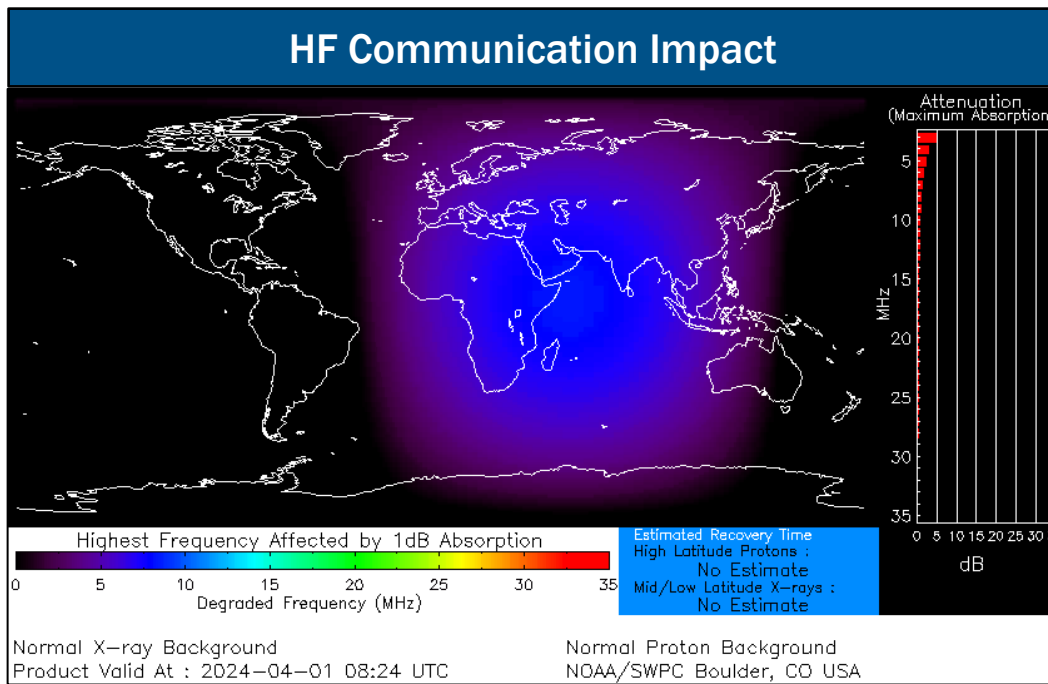 HF Communication Impact
Attenuation
(Maximum Absorption
5
10
15
20
25
30
35
MHz
0 5 10 15 20 25 30
dB
Highest Frequency Affected by 1dB Absorption
0 5 10 15 20 25 30 35
Degraded Frequency (MHz)
Estimated Recovery Time
High Latitude Protons :
No Estimate
Mid/Low Latitude X-rays :
No Estimate
Normal X-ray Background
Product Valid At : 2024-04-01 08:24 UTC
Normal Proton Background
NOAA/SWPC Boulder, CO USA